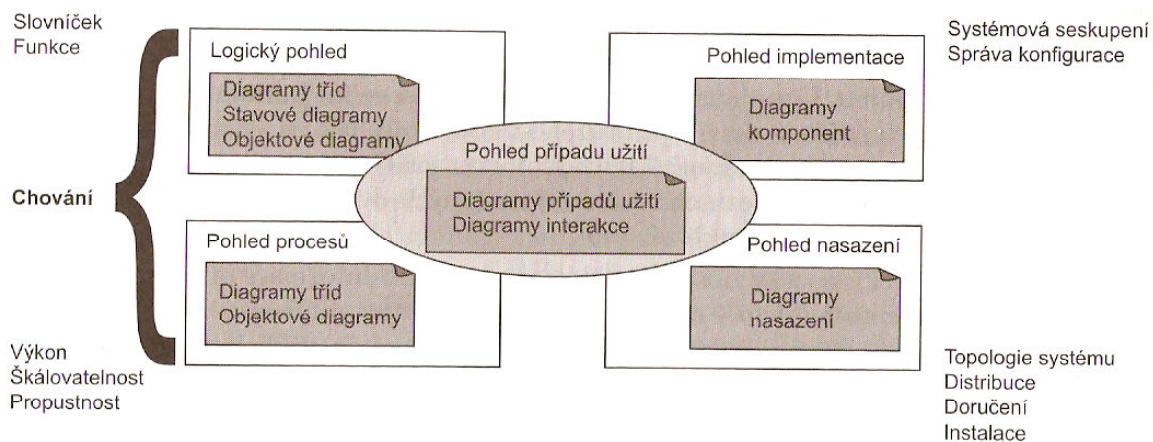 Slovníček
Funkce
Logický pohled
Diagramy tříd
Stavové diagramy
Objektové diagramy
Pohled implementace
Diagramy
komponent
Systémová seskupení
Správa konfigurace
Pohled případu užití
Diagramy případů užití
Diagramy interakce
Chování
Pohled procesů
Diagramy tříd
Objektové diagramy
Pohled nasazení
Diagramy
nasazení
Výkon
Škálovatelnost
Propustnost
Topologie systému
Distribuce
Doručení
Instalace